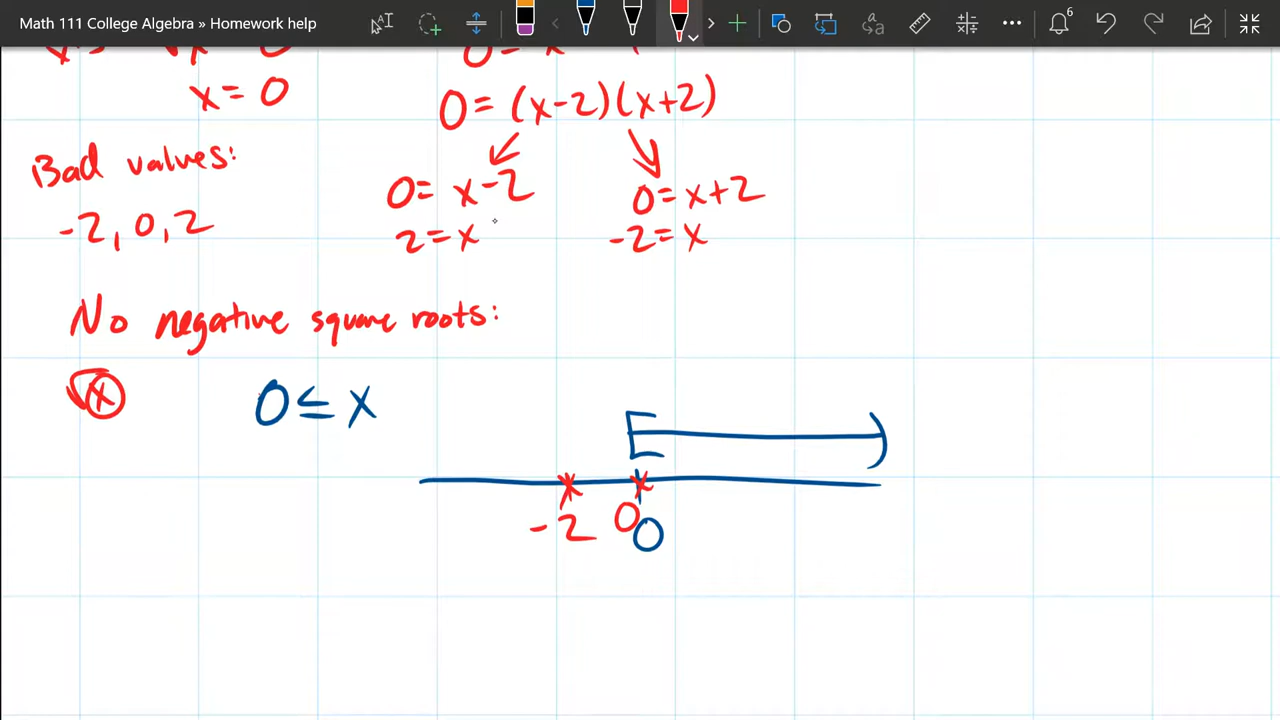 Math 111 College Algebra » Homework help
6
x = 0
0 = (x-2)(x+2)
Bad values:
-2, 0, 2
0 = x-2
0 = x+2
2 = x
-2 = x
No negative square roots:
√x
0 ≤ x
-2
0
0